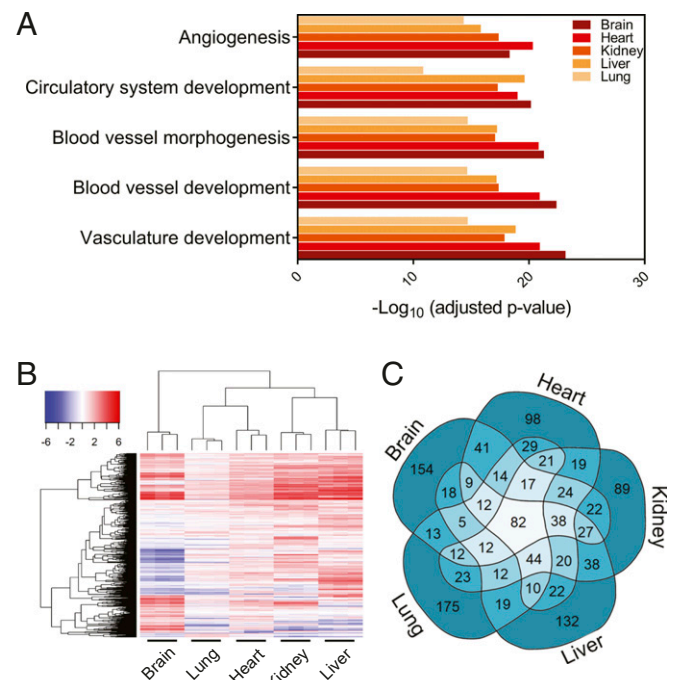 A
Angiogenesis
Circulatory system development
Blood vessel morphogenesis
Blood vessel development
Vasculature development
Brain
Heart
Kidney
Liver
Lung
0 10 20 30
-Log10 (adjusted p-value)
B
-6 -2 2 6
Brain Lung Heart Kidney Liver
C
Heart
Brain
Kidney
Lung
Liver
98
41 29 19
21
154 14 17 89
9 24
18 12 22
5 82 38 27
13
12 12 44 20 38
23 12
10 22
175 19 132